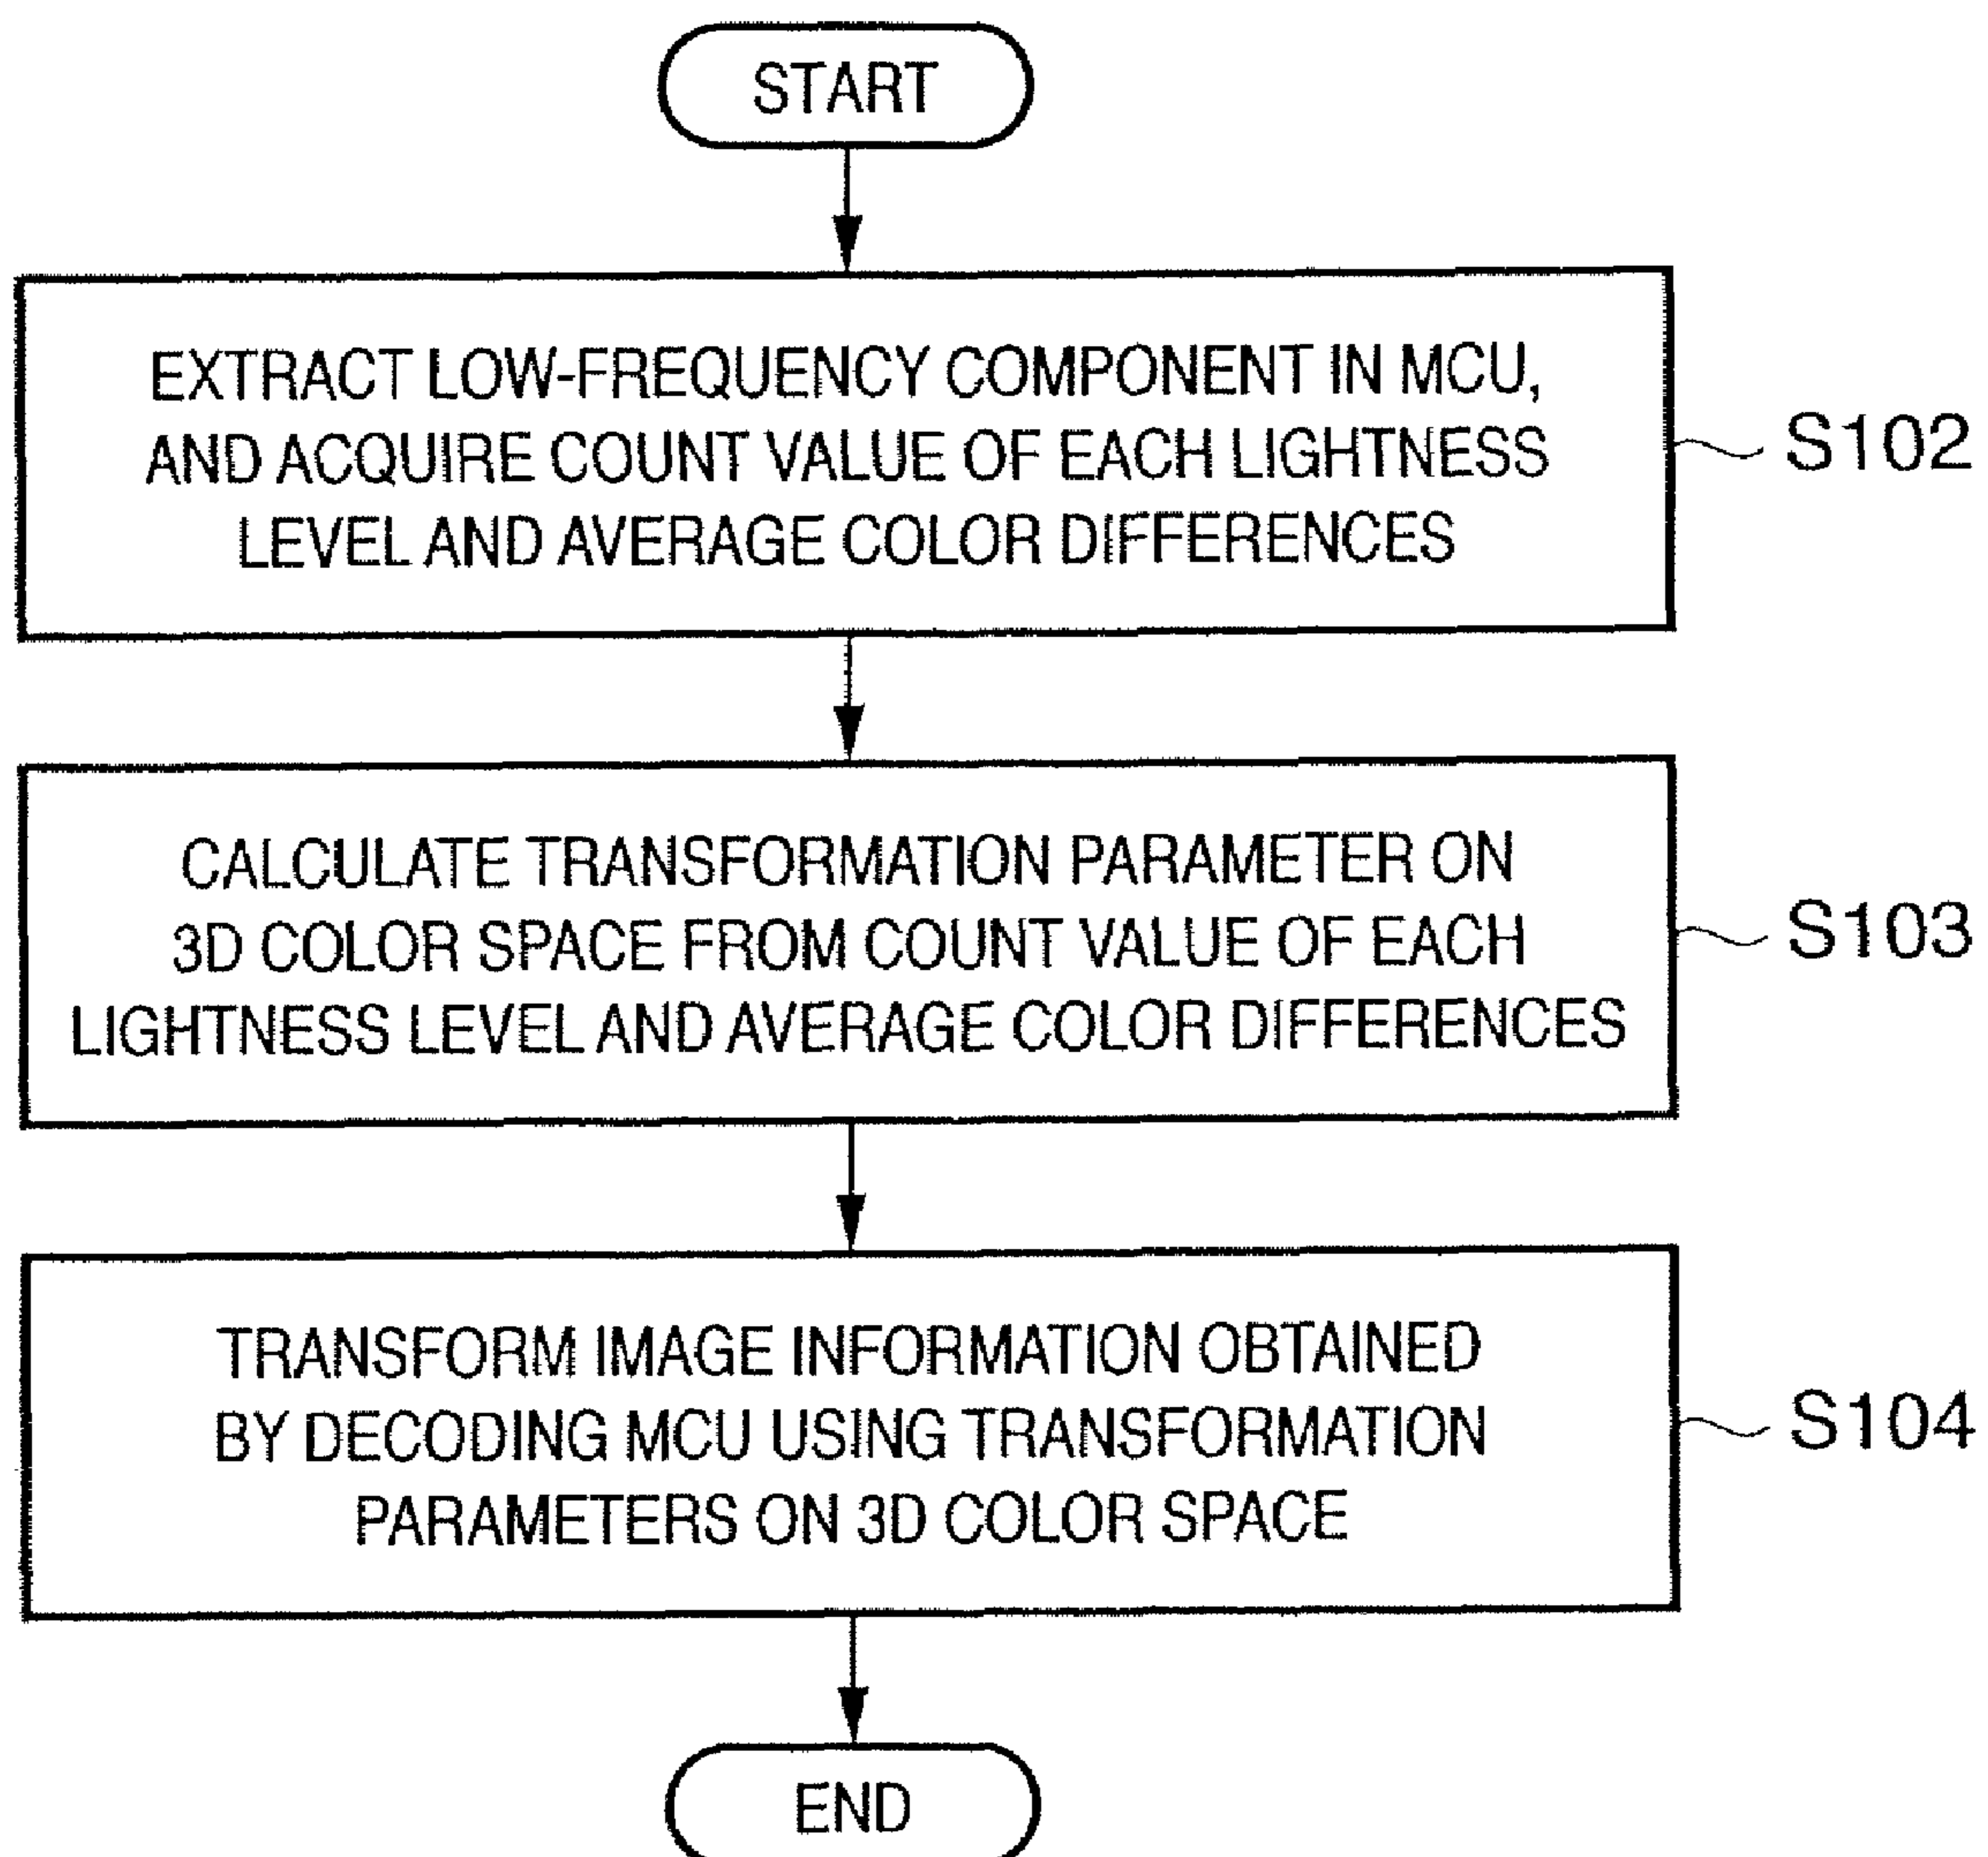 START
EXTRACT LOW-FREQUENCY COMPONENT IN MCU,
AND ACQUIRE COUNT VALUE OF EACH LIGHTNESS
LEVEL AND AVERAGE COLOR DIFFERENCES
S102
CALCULATE TRANSFORMATION PARAMETER ON
3D COLOR SPACE FROM COUNT VALUE OF EACH
LIGHTNESS LEVEL AND AVERAGE COLOR DIFFERENCES
S103
TRANSFORM IMAGE INFORMATION OBTAINED
BY DECODING MCU USING TRANSFORMATION
PARAMETERS ON 3D COLOR SPACE
S104
END